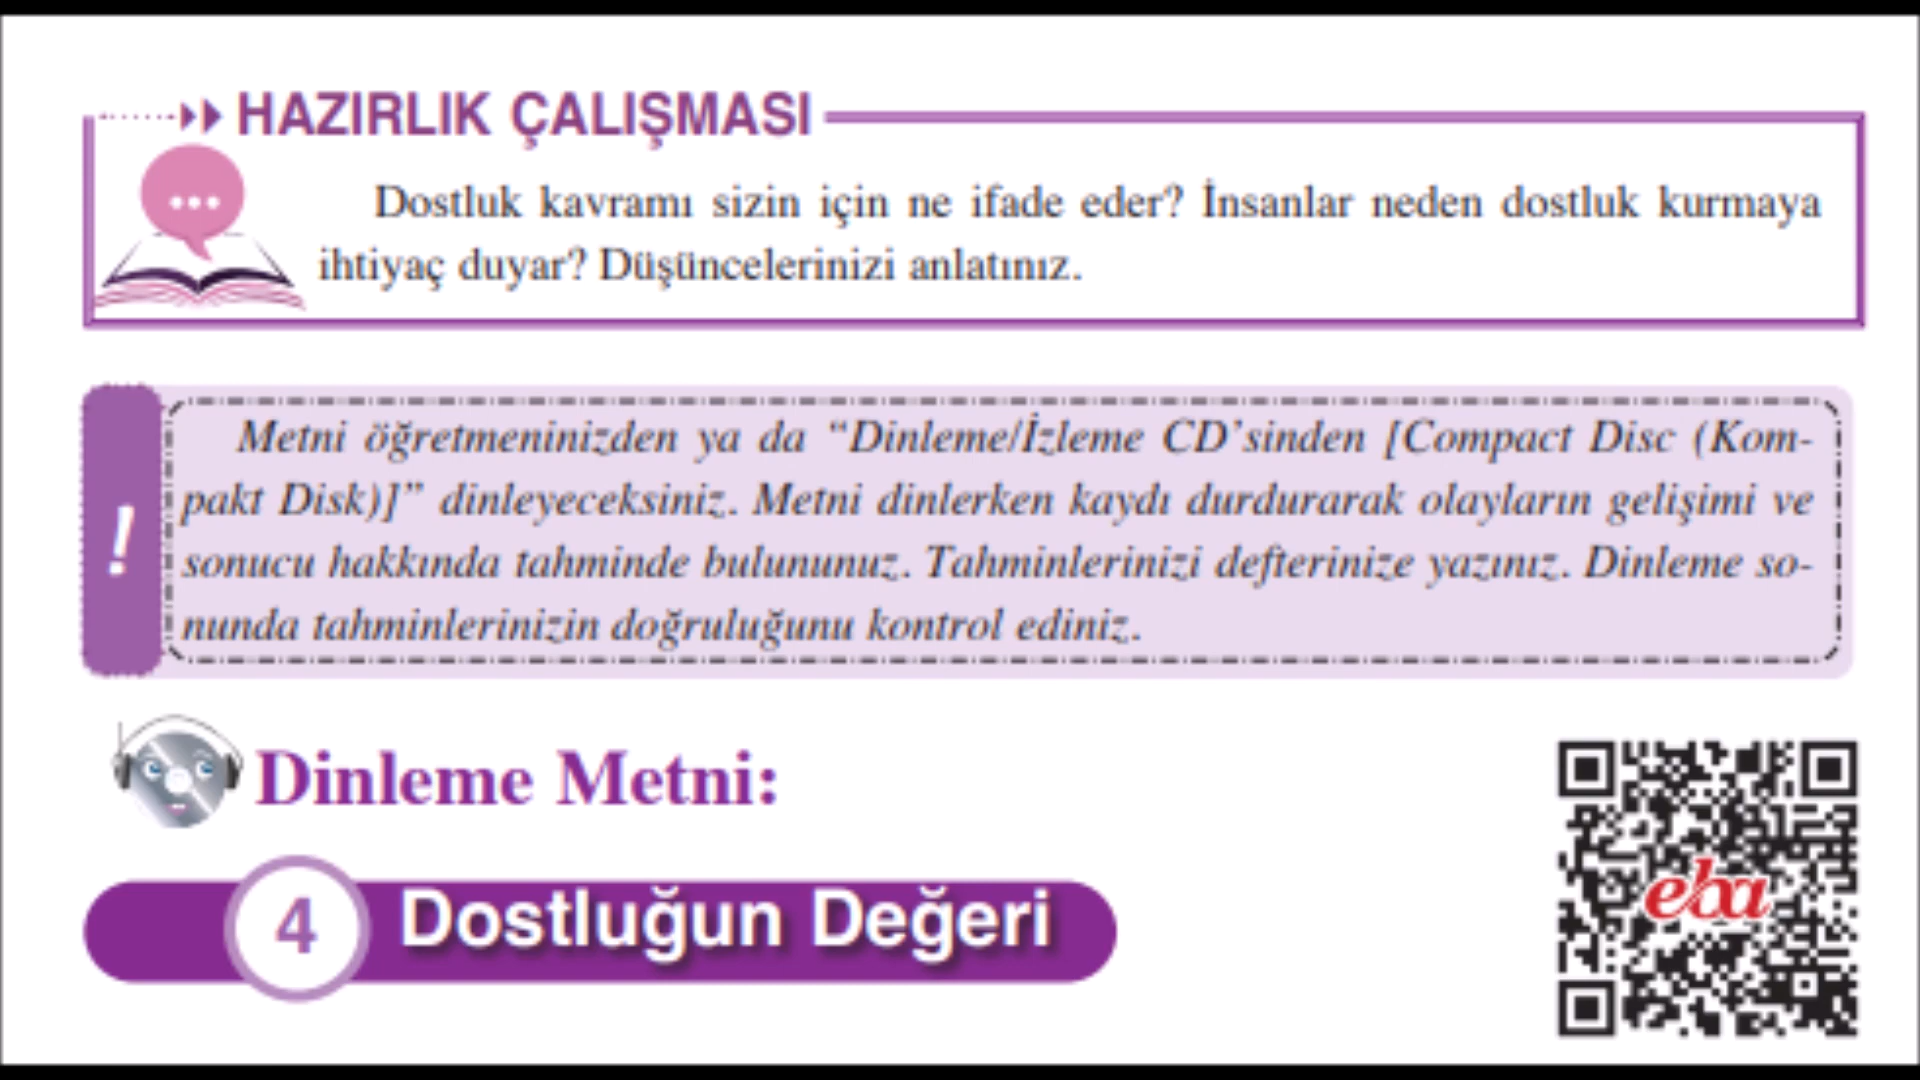 HAZIRLIK ÇALIŞMASI
Dostluk kavramı sizin için ne ifade eder? İnsanlar neden dostluk kurmaya
ihtiyaç duyar? Düşüncelerinizi anlatınız.
!
Metni öğretmeninizden ya da “Dinleme/İzleme CD’sinden [Compact Disc (Kom-
pakt Disk)]” dinleyeceksiniz. Metni dinlerken kaydı durdurarak olayların gelişimi ve
sonucu hakkında tahminde bulununuz. Tahminlerinizi defterinize yazınız. Dinleme so-
nunda tahminlerinizin doğruluğunu kontrol ediniz.
Dinleme Metni:
4 Dostluğun Değeri
eba